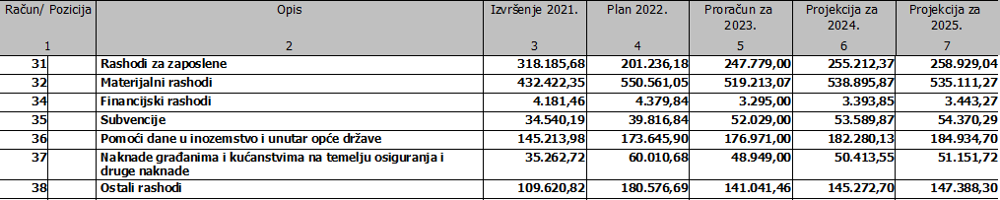 Račun/ Pozicija Opis Izvršenje 2021. Plan 2022. Proračun za 2023. Projekcija za 2024. Projekcija za 2025.
1 2 3 4 5 6 7
31 Rashodi za zaposlene 318.185,68 201.236,18 247.779,00 255.212,37 258.929,04
32 Materijalni rashodi 432.422,35 550.561,05 519.213,07 538.895,87 535.111,27
34 Financijski rashodi 4.181,46 4.379,84 3.295,00 3.393,85 3.443,27
35 Subvencije 34.540,19 39.816,84 52.029,00 53.589,87 54.370,29
36 Pomoći dane u inozemstvo i unutar opće države 145.213,98 173.645,90 176.971,00 182.280,13 184.934,70
37 Naknade građanima i kućanstvima na temelju osiguranja i druge naknade 35.262,72 60.010,68 48.949,00 50.413,55 51.151,72
38 Ostali rashodi 109.620,82 180.576,69 141.041,46 145.272,70 147.388,30